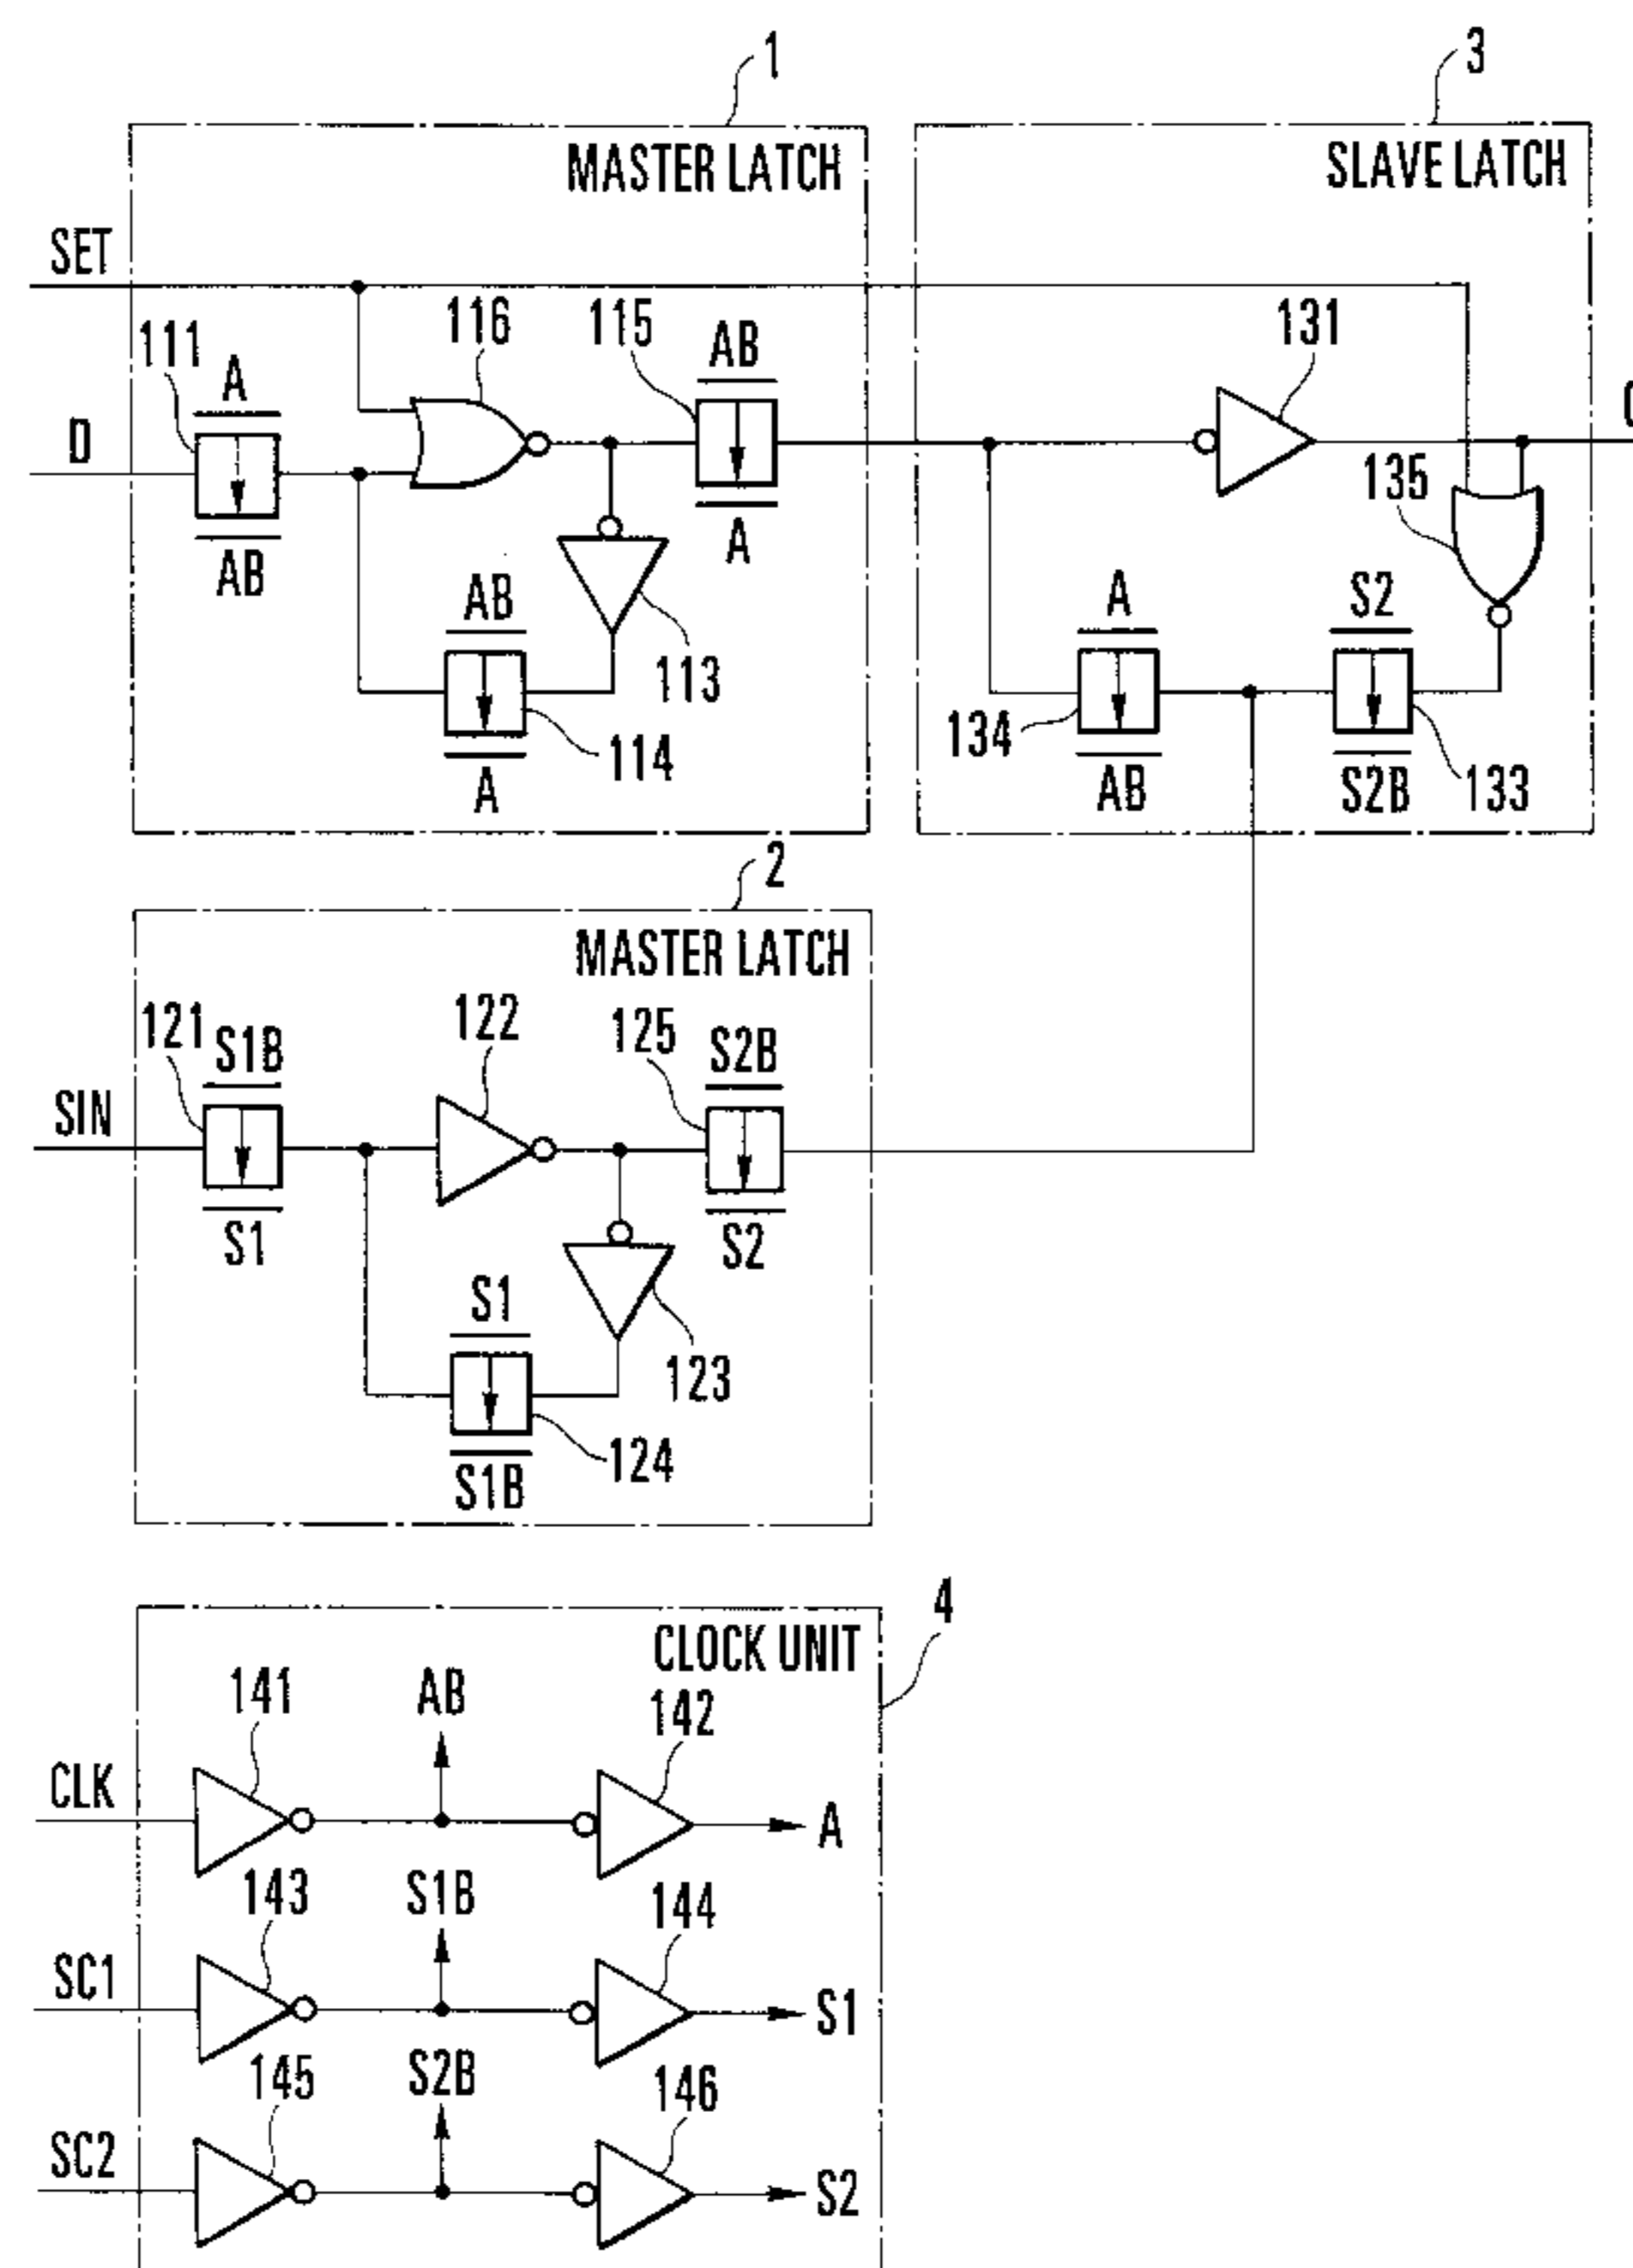 1
3
MASTER LATCH
SLAVE LATCH
SET
111
A
116
115
AB
131
D
AB
A
135
AB
A
S2
113
114
A
134
AB
S2B
133
2
MASTER LATCH
121
S1B
122
125
S2B
SIN
S1
S1
S2
123
124
S1B
4
CLOCK UNIT
141
AB
142
CLK
A
143
S1B
144
SC1
S1
145
S2B
146
SC2
S2